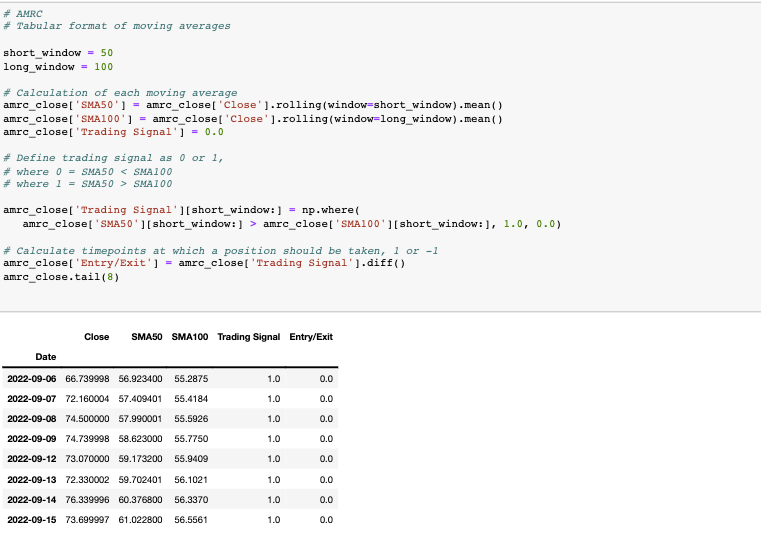 # AMRC
# Tabular format of moving averages
short_window = 50
long_window = 100
# Calculation of each moving average
amrc_close['SMA50'] = amrc_close['Close'].rolling(window=short_window).mean()
amrc_close['SMA100'] = amrc_close['Close'].rolling(window=long_window).mean()
amrc_close['Trading Signal'] = 0.0
# Define trading signal as 0 or 1,
# where 0 = SMA50 < SMA100
# where 1 = SMA50 > SMA100
amrc_close['Trading Signal'][short_window:] = np.where(
amrc_close['SMA50'][short_window:] > amrc_close['SMA100'][short_window:], 1.0, 0.0)
# Calculate timepoints at which a position should be taken, 1 or -1
amrc_close['Entry/Exit'] = amrc_close['Trading Signal'].diff()
amrc_close.tail(8)
Close SMA50 SMA100 Trading Signal Entry/Exit
Date
2022-09-06 66.739998 56.923400 55.2875 1.0 0.0
2022-09-07 72.160004 57.409401 55.4184 1.0 0.0
2022-09-08 74.500000 57.990001 55.5926 1.0 0.0
2022-09-09 74.739998 58.623000 55.7750 1.0 0.0
2022-09-12 73.070000 59.173200 55.9409 1.0 0.0
2022-09-13 72.330002 59.702401 56.1021 1.0 0.0
2022-09-14 76.339996 60.376800 56.3370 1.0 0.0
2022-09-15 73.699997 61.022800 56.5561 1.0 0.0